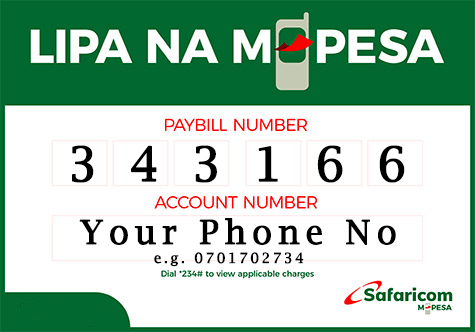 LIPA NA M-PESA
PAYBILL NUMBER
3 4 3 1 6 6
ACCOUNT NUMBER
Your Phone No
e.g. 0701702734
Dial *234# to view applicable charges
Safaricom
M-PESA